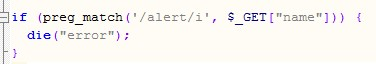 if (preg_match('/alert/i', $_GET["name"])) {
  die("error");
}